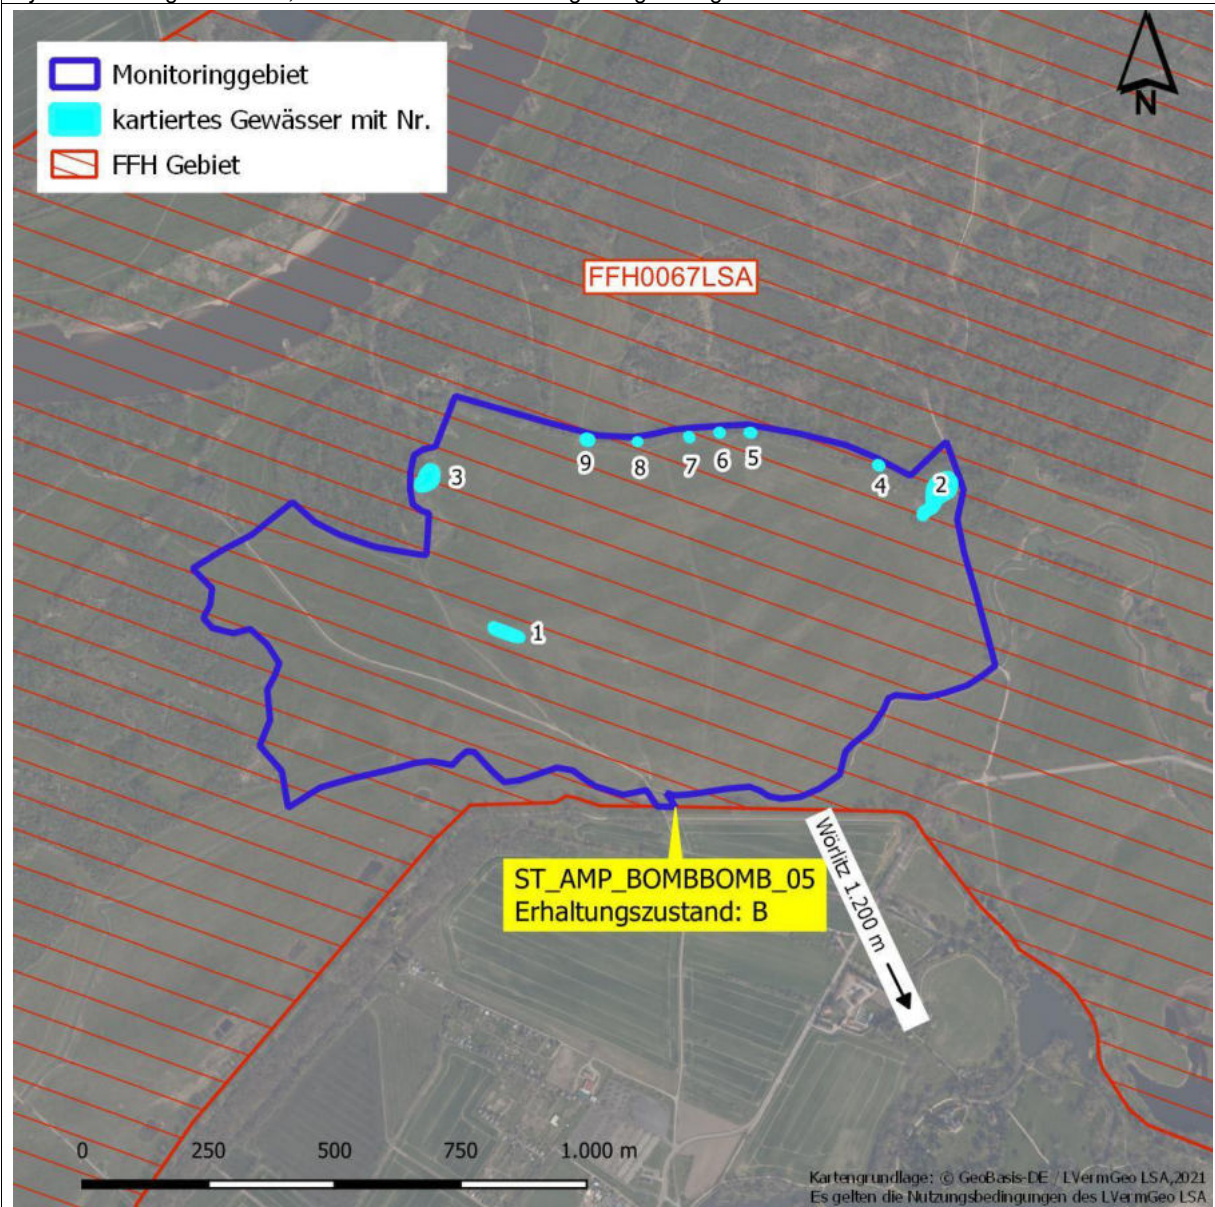 Monitoringgebiet
kartiertes Gewässer mit Nr.
FFH Gebiet
N
FFH0067LSA
9
8
7
6
5
4
3
2
1
ST_AMP_BOMBBOMB_05
Erhaltungszustand: B
Wörlitz 1.200 m
0 250 500 750 1.000 m
Kartengrundlage: © GeoBasis-DE / LVermGeo LSA,2021
Es gelten die Nutzungsbedingungen des LVermGeo LSA